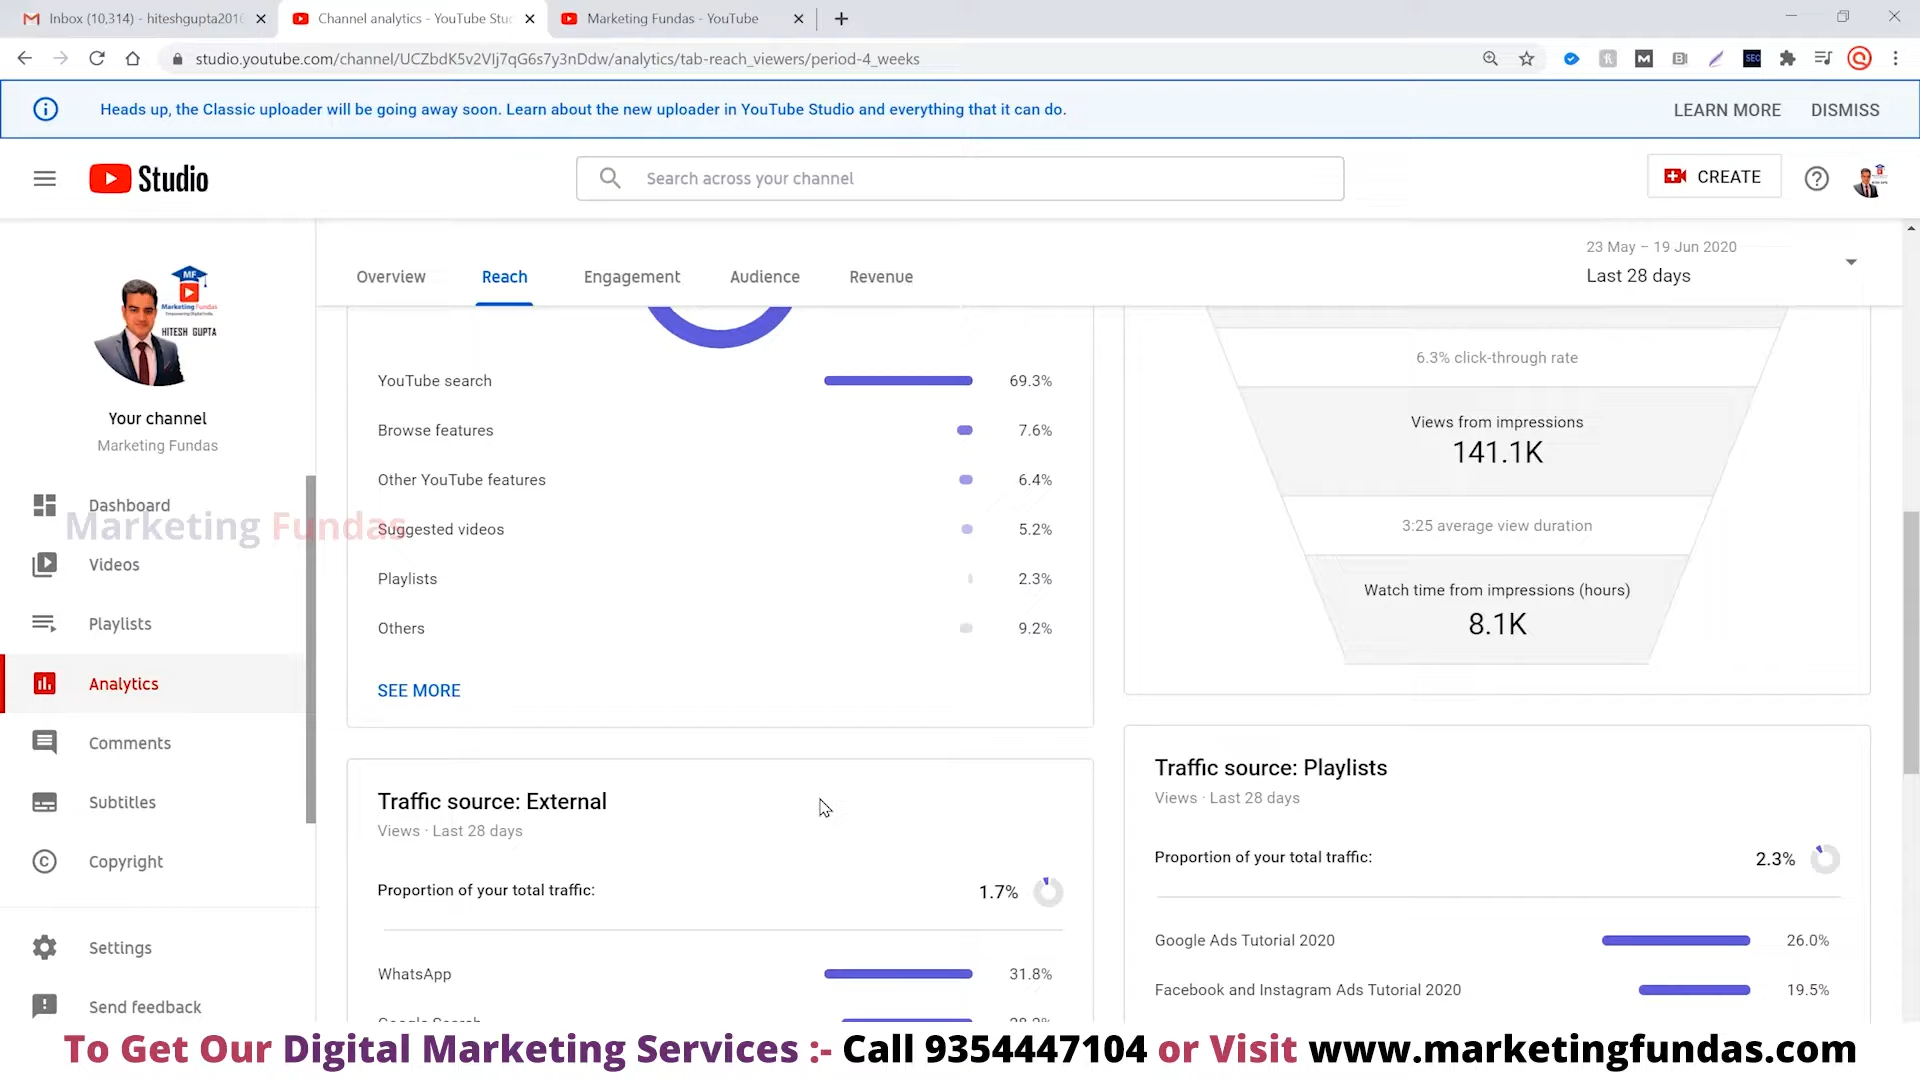 Inbox (10,314) - hiteshgupta201
Channel analytics - YouTube Stu
Marketing Fundas - YouTube
studio.youtube.com/channel/UCZbdK5v2VIj7qG6s7y3nDdw/analytics/tab-reach_viewers/period-4_weeks
Heads up, the Classic uploader will be going away soon. Learn about the new uploader in YouTube Studio and everything that it can do.
LEARN MORE
DISMISS
Studio
Search across your channel
CREATE
MF
Marketing Fundas
HITESH GUPTA
Your channel
Marketing Fundas
Dashboard
Marketing Fundas
Videos
Playlists
Analytics
Comments
Subtitles
Copyright
Settings
Send feedback
Overview
Reach
Engagement
Audience
Revenue
23 May – 19 Jun 2020
Last 28 days
YouTube search 69.3%
Browse features 7.6%
Other YouTube features 6.4%
Suggested videos 5.2%
Playlists 2.3%
Others 9.2%
SEE MORE
6.3% click-through rate
Views from impressions
141.1K
3:25 average view duration
Watch time from impressions (hours)
8.1K
Traffic source: External
Views · Last 28 days
Proportion of your total traffic: 1.7%
WhatsApp 31.8%
Traffic source: Playlists
Views · Last 28 days
Proportion of your total traffic: 2.3%
Google Ads Tutorial 2020 26.0%
Facebook and Instagram Ads Tutorial 2020 19.5%
To Get Our Digital Marketing Services :- Call 9354447104 or Visit www.marketingfundas.com